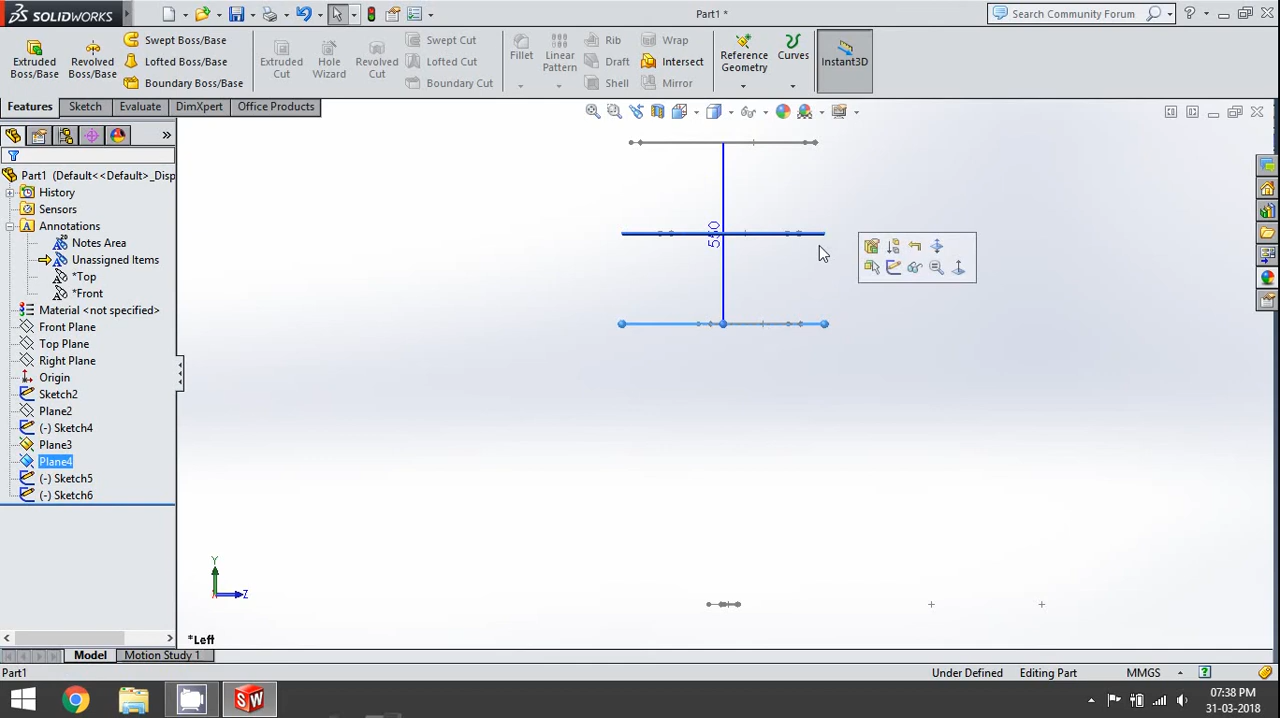 SOLIDWORKS
Part1 *
Search Community Forum
Extruded Boss/Base
Revolved Boss/Base
Swept Boss/Base
Lofted Boss/Base
Boundary Boss/Base
Extruded Cut
Hole Wizard
Revolved Cut
Swept Cut
Lofted Cut
Boundary Cut
Fillet
Linear Pattern
Rib
Draft
Shell
Wrap
Intersect
Mirror
Reference Geometry
Curves
Instant3D
Features
Sketch
Evaluate
DimXpert
Office Products
Part1 (Default<<Default>_Disp
History
Sensors
Annotations
Notes Area
Unassigned Items
*Top
*Front
Material <not specified>
Front Plane
Top Plane
Right Plane
Origin
Sketch2
Plane2
(-) Sketch4
Plane3
Plane4
(-) Sketch5
(-) Sketch6
550
Y
Z
*Left
Model
Motion Study 1
Part1
Under Defined
Editing Part
MMGS
07:38 PM
31-03-2018